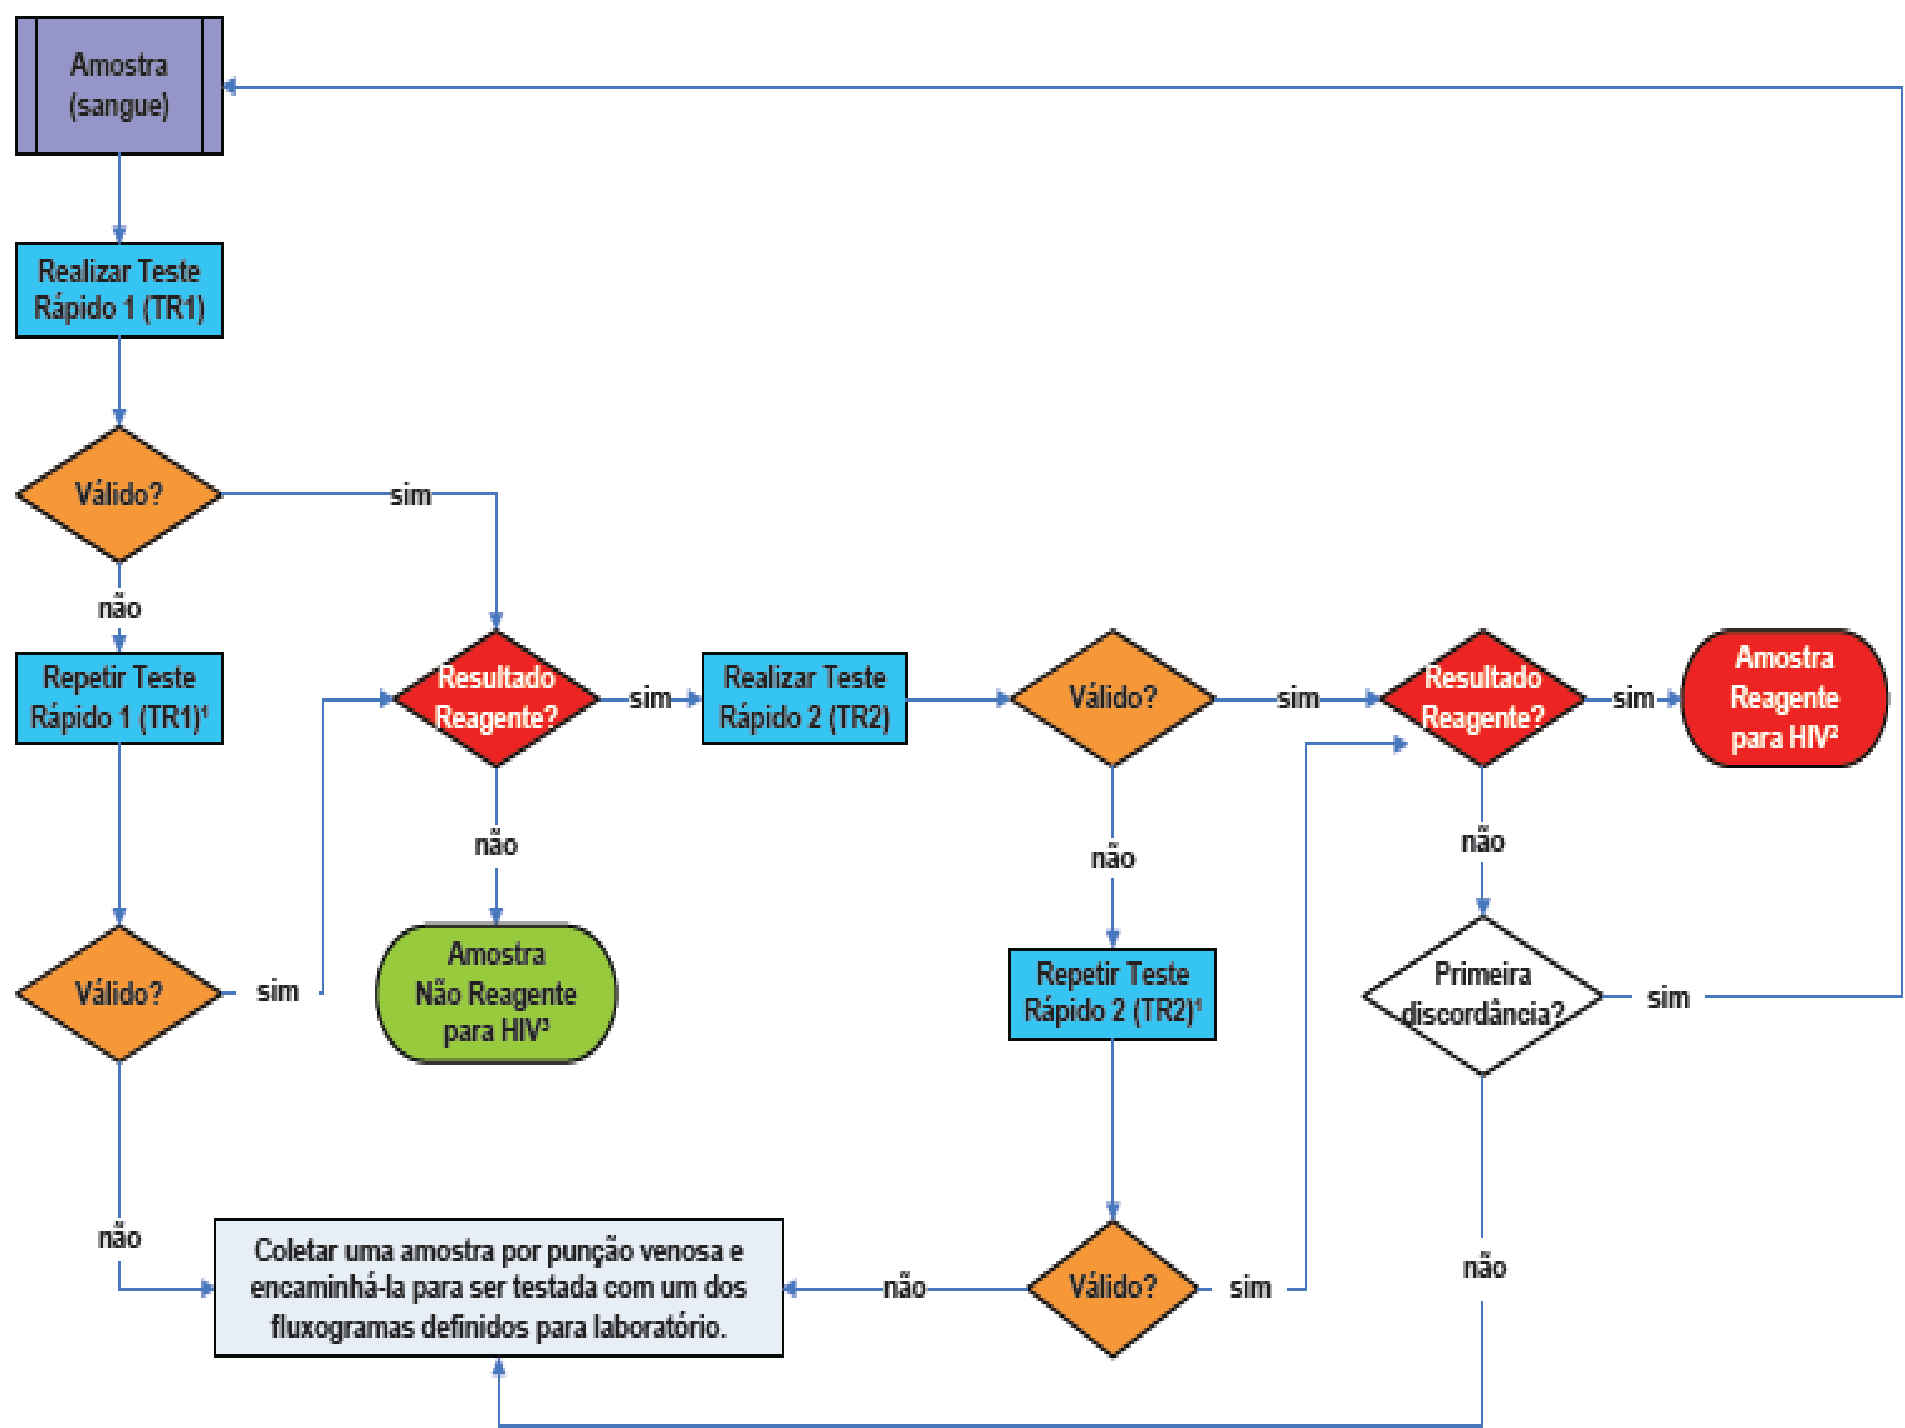 Amostra
(sangue)
Realizar Teste
Rápido 1 (TR1)
Válido?
sim
não
Repetir Teste
Rápido 1 (TR1)¹
Válido?
sim
não
Resultado
Reagente?
sim
não
Amostra
Não Reagente
para HIV³
Realizar Teste
Rápido 2 (TR2)
Válido?
sim
não
Repetir Teste
Rápido 2 (TR2)¹
Válido?
sim
não
Resultado
Reagente?
sim
não
Amostra
Reagente
para HIV²
Primeira
discordância?
sim
não
Coletar uma amostra por punção venosa e
encaminhá-la para ser testada com um dos
fluxogramas definidos para laboratório.